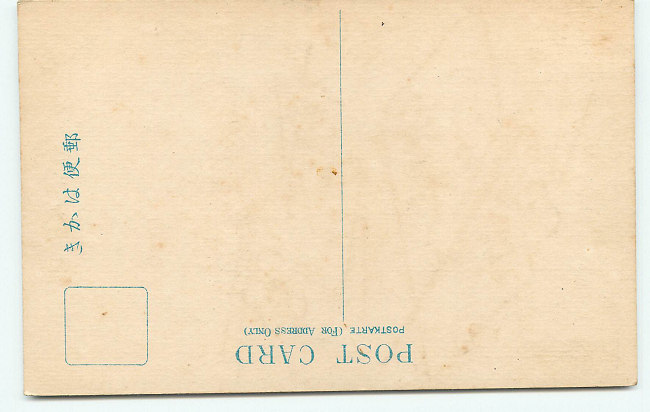 POST CARD
POSTKARTE (FOR ADDRESS ONLY)
郵便はかき